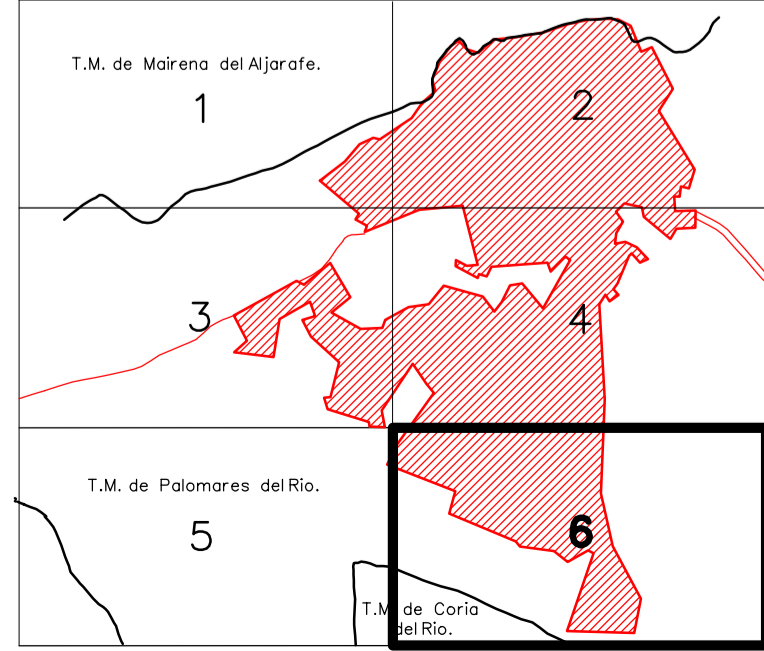 T.M. de Mairena del Aljarafe.
1
2
3
4
T.M. de Palomares del Rio.
5
6
T.M. de Coria
del Rio.